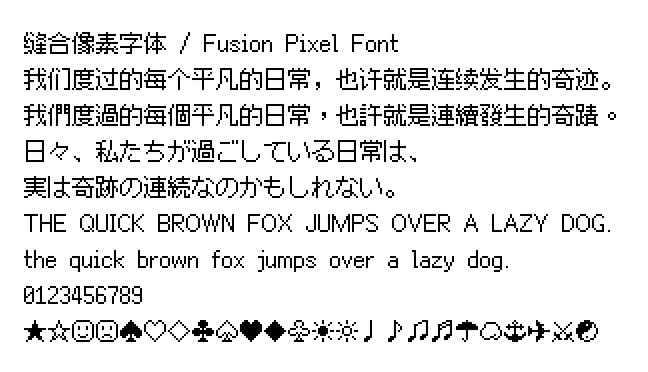 缝合像素字体 / Fusion Pixel Font
我们度过的每个平凡的日常，也许就是连续发生的奇迹。
我們度過的每個平凡的日常，也許就是連續發生的奇蹟。
日々、私たちが過ごしている日常は、
実は奇跡の連続なのかもしれない。
THE QUICK BROWN FOX JUMPS OVER A LAZY DOG.
the quick brown fox jumps over a lazy dog.
0123456789
★☆☺☹♠♡♢♣♤♥♦♧☀☼♩♪♫♬☂☁⚓✈⚔☯